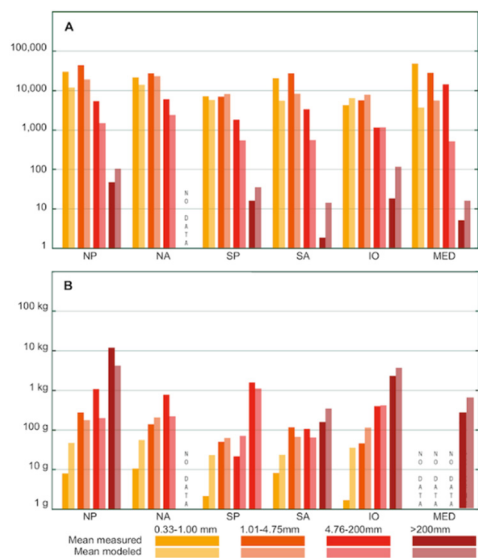 A
100,000
10,000
1,000
100
10
1
NO DATA
NP NA SP SA IO MED
B
100 kg
10 kg
1 kg
100g
10 g
1 g
NO DATA
NO DATA
NO DATA
NO DATA
NP NA SP SA IO MED
0.33-1.00 mm 1.01-4.75mm 4.76-200mm >200mm
Mean measured
Mean modeled